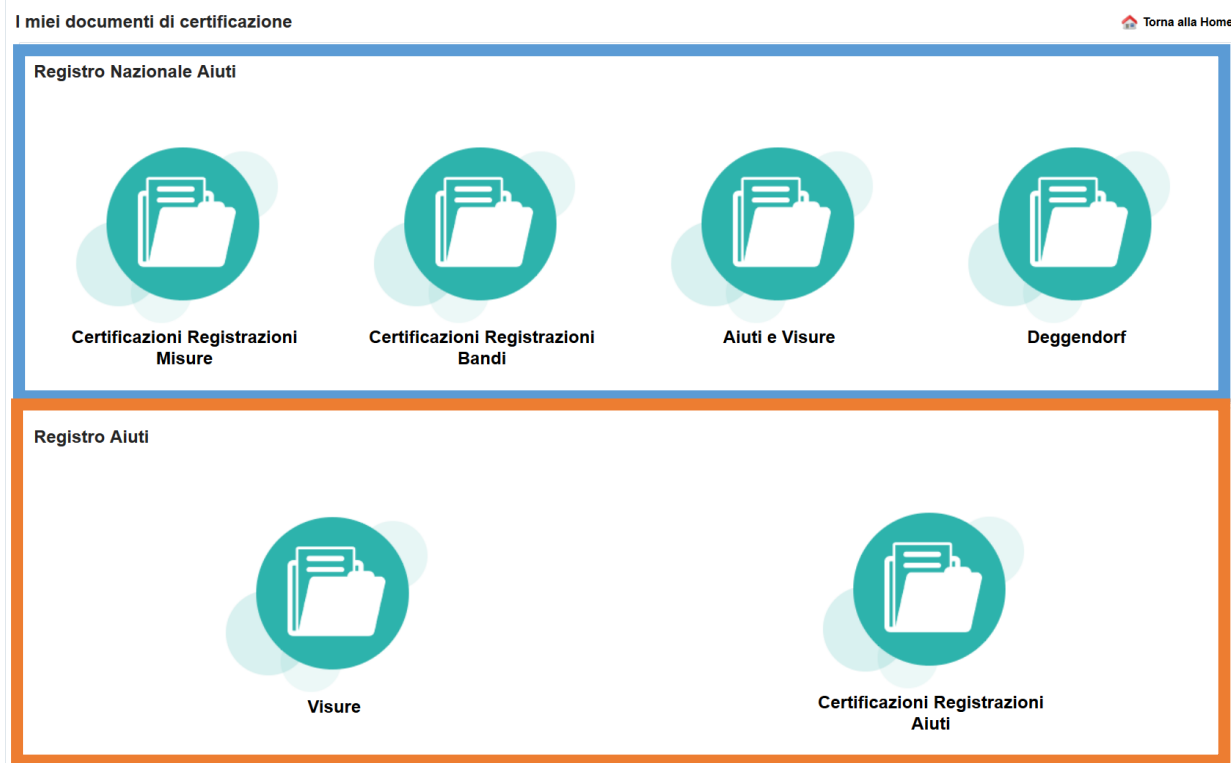 I miei documenti di certificazione
Torna alla Home
Registro Nazionale Aiuti
Certificazioni Registrazioni
Misure
Certificazioni Registrazioni
Bandi
Aiuti e Visure
Deggendorf
Registro Aiuti
Visure
Certificazioni Registrazioni
Aiuti